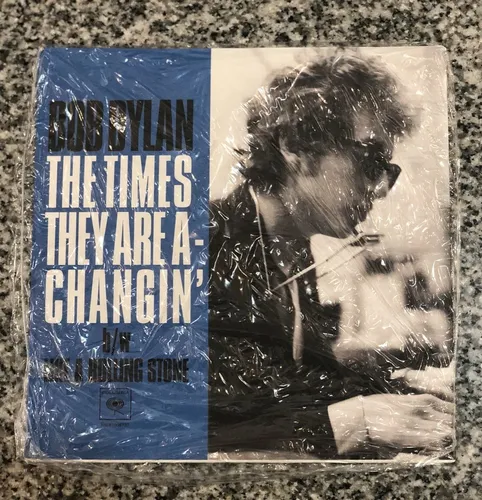 BOB DYLAN
THE TIMES
THEY ARE A-
CHANGIN'
b/w
LIKE A ROLLING STONE